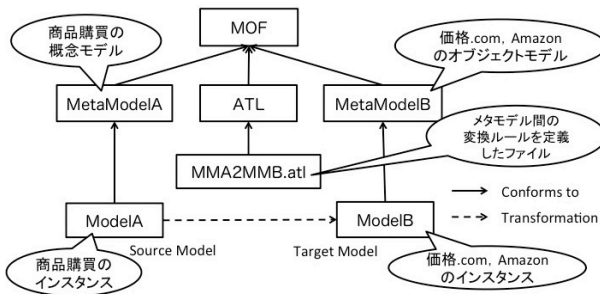 商品購買の
概念モデル
MOF
価格.com, Amazon
のオブジェクトモデル
MetaModelA
ATL
MetaModelB
メタモデル間の
変換ルールを定義
したファイル
MMA2MMB.atl
Conforms to
ModelA
ModelB
Transformation
Source Model
Target Model
商品購買の
インスタンス
価格.com, Amazon
のインスタンス